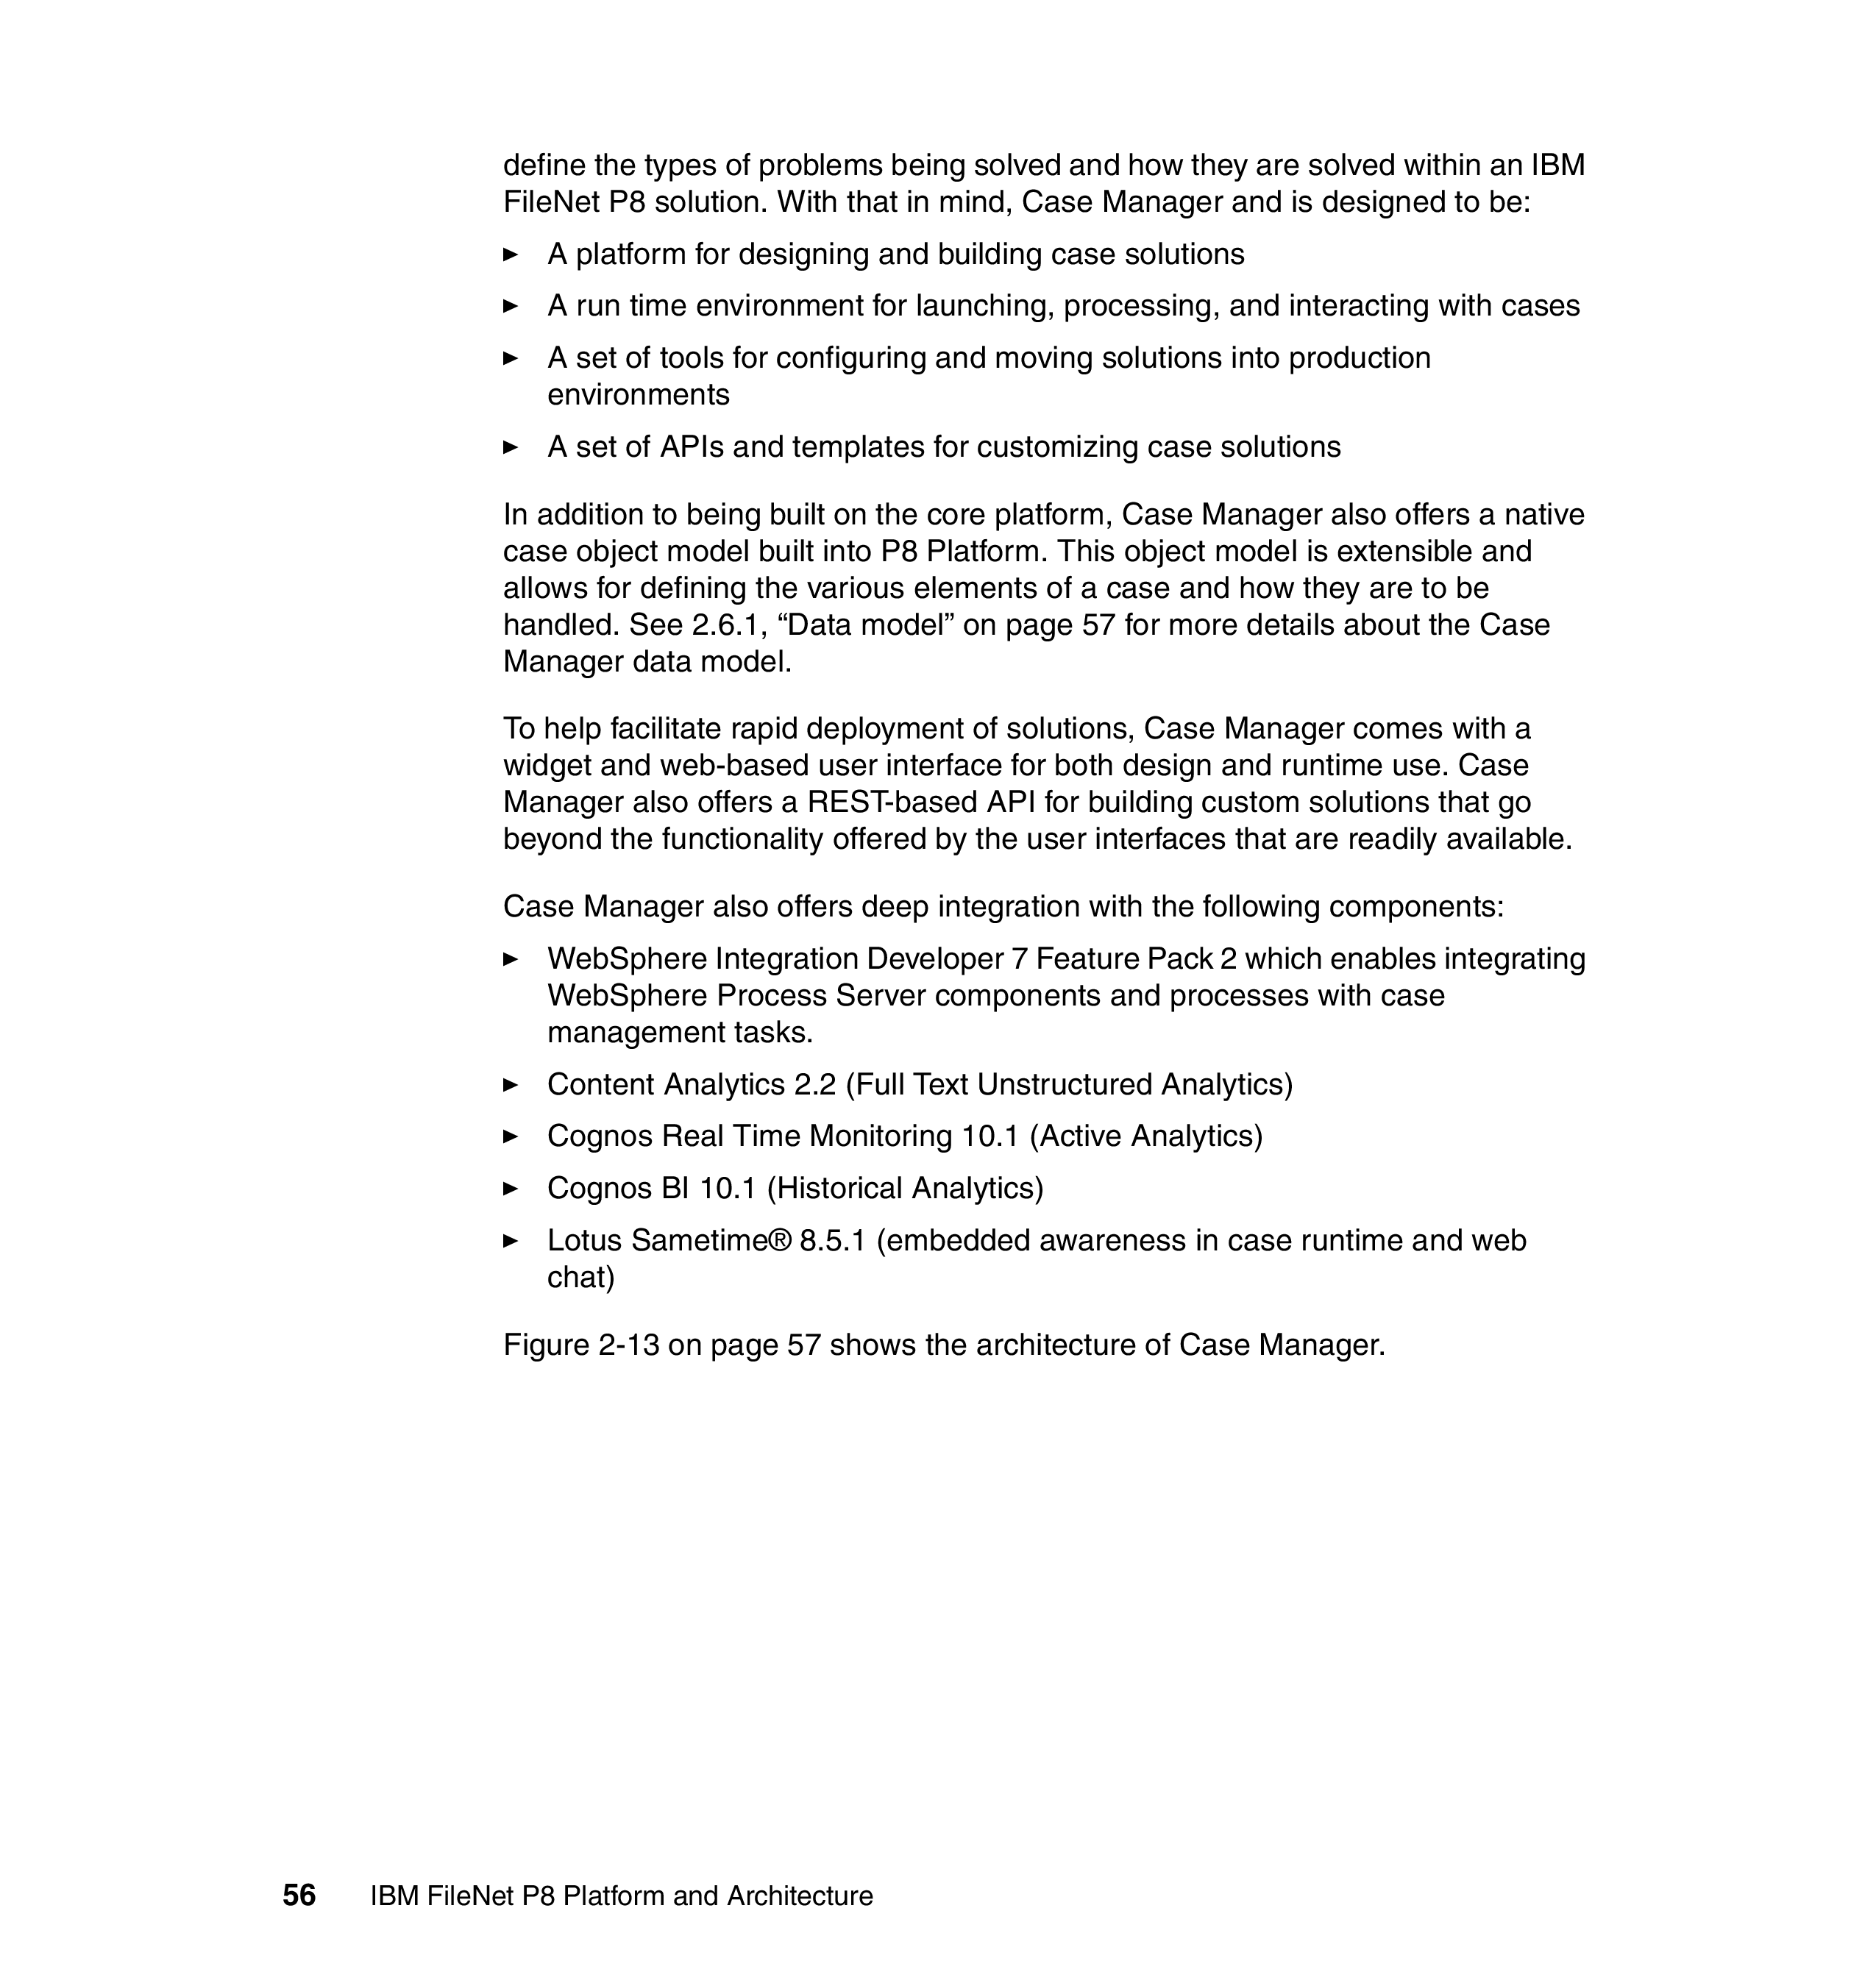 define the types of problems being solved and how they are solved within an IBM
FileNet P8 solution. With that in mind, Case Manager and is designed to be:
► A platform for designing and building case solutions
► A run time environment for launching, processing, and interacting with cases
► A set of tools for configuring and moving solutions into production
environments
► A set of APIs and templates for customizing case solutions
In addition to being built on the core platform, Case Manager also offers a native
case object model built into P8 Platform. This object model is extensible and
allows for defining the various elements of a case and how they are to be
handled. See 2.6.1, “Data model” on page 57 for more details about the Case
Manager data model.
To help facilitate rapid deployment of solutions, Case Manager comes with a
widget and web-based user interface for both design and runtime use. Case
Manager also offers a REST-based API for building custom solutions that go
beyond the functionality offered by the user interfaces that are readily available.
Case Manager also offers deep integration with the following components:
► WebSphere Integration Developer 7 Feature Pack 2 which enables integrating
WebSphere Process Server components and processes with case
management tasks.
► Content Analytics 2.2 (Full Text Unstructured Analytics)
► Cognos Real Time Monitoring 10.1 (Active Analytics)
► Cognos BI 10.1 (Historical Analytics)
► Lotus Sametime® 8.5.1 (embedded awareness in case runtime and web
chat)
Figure 2-13 on page 57 shows the architecture of Case Manager.
56 IBM FileNet P8 Platform and Architecture